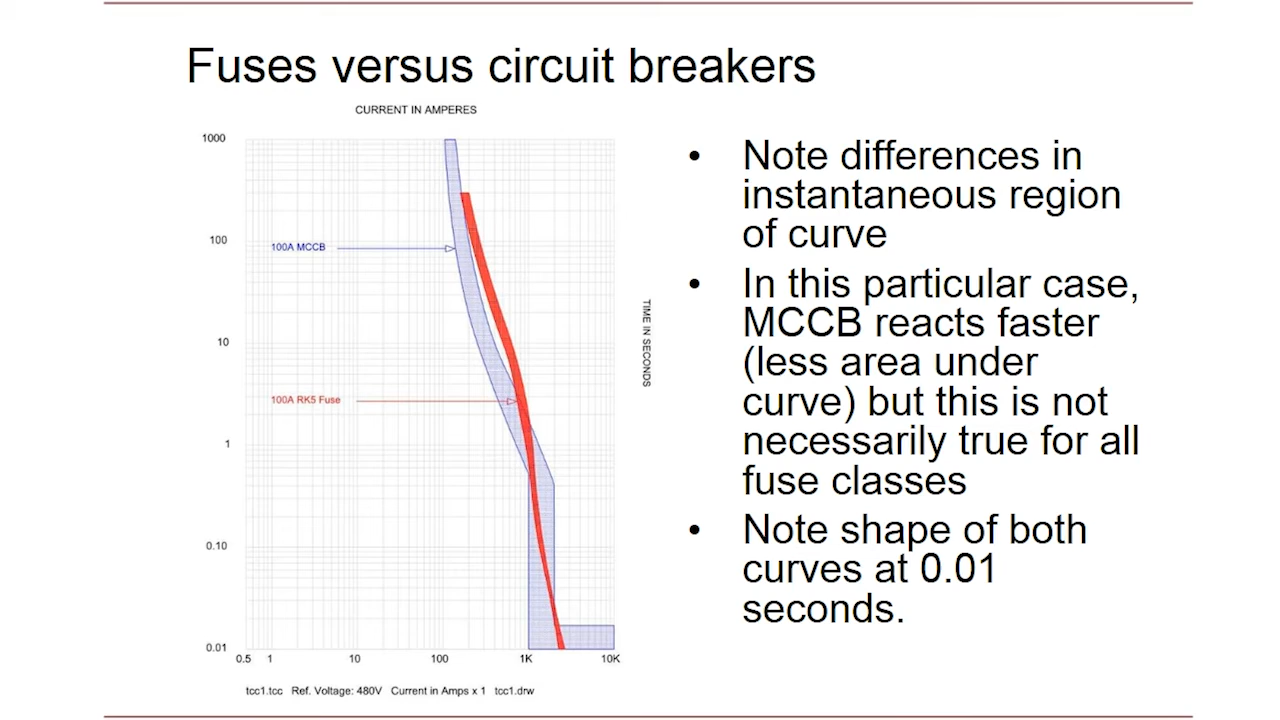 Fuses versus circuit breakers
CURRENT IN AMPERES
1000
100
10
1
0.10
0.01
100A MCCB
100A RK5 Fuse
TIME IN SECONDS
0.5 1 10 100 1K 10K
tcc1.tcc Ref. Voltage: 480V Current in Amps x 1 tcc1.drw
• Note differences in
instantaneous region
of curve
• In this particular case,
MCCB reacts faster
(less area under
curve) but this is not
necessarily true for all
fuse classes
• Note shape of both
curves at 0.01
seconds.